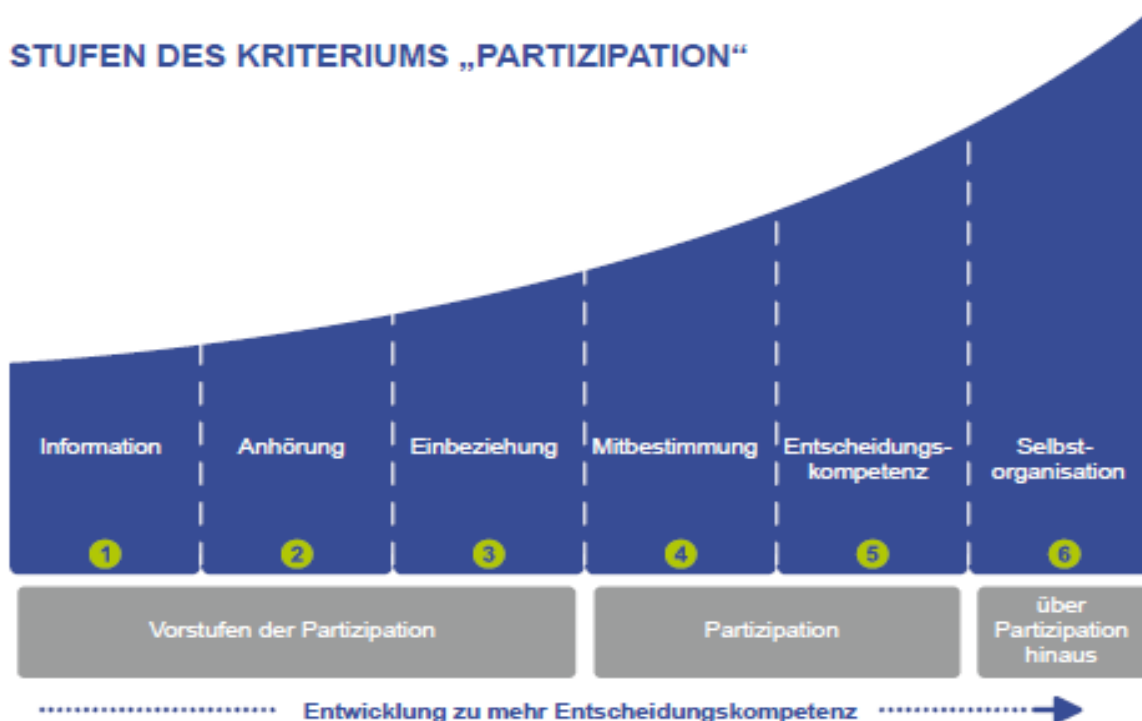 STUFEN DES KRITERIUMS „PARTIZIPATION“
Information
Anhörung
Einbeziehung
Mitbestimmung
Entscheidungs-
kompetenz
Selbst-
organisation
1
2
3
4
5
6
Vorstufen der Partizipation
Partizipation
über
Partizipation
hinaus
Entwicklung zu mehr Entscheidungskompetenz